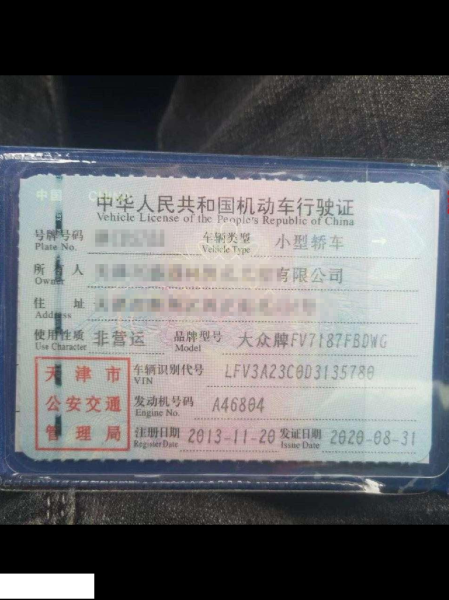 中国 CHINA
中华人民共和国机动车行驶证
Vehicle License of the People's Republic of China
号牌号码 车辆类型 小型轿车
Plate No. Vehicle Type
所有人 有限公司
Owner
住址
Address
使用性质 非营运 品牌型号 大众牌FV7187FBDWG
Use Character Model
天津市 车辆识别代号 LFV3A23C0D3135780
VIN
公安交通 发动机号码 A46804
Engine No.
管理局 注册日期 2013-11-20 发证日期 2020-08-31
Register Date Issue Date